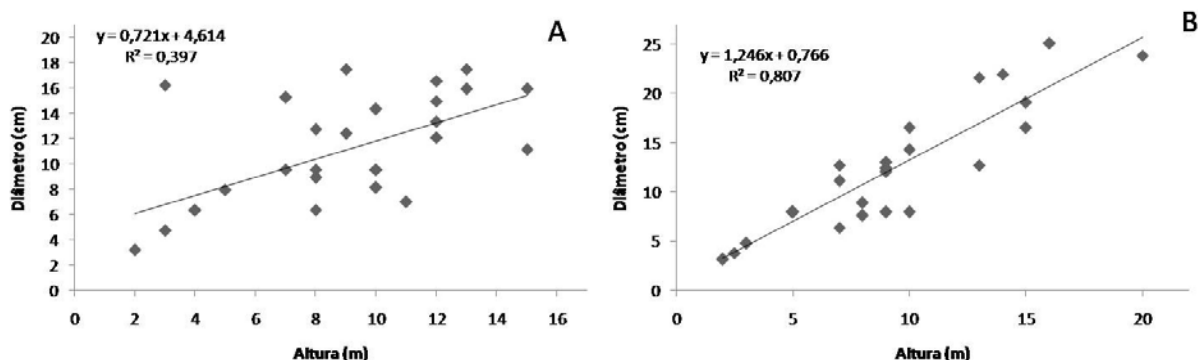 A
y = 0,721x + 4,614
R² = 0,397
Diâmetro (cm)
20
18
16
14
12
10
8
6
4
2
0
0 2 4 6 8 10 12 14 16
Altura (m)
B
y = 1,246x + 0,766
R² = 0,807
Diâmetro (cm)
25
20
15
10
5
0
0 5 10 15 20
Altura (m)